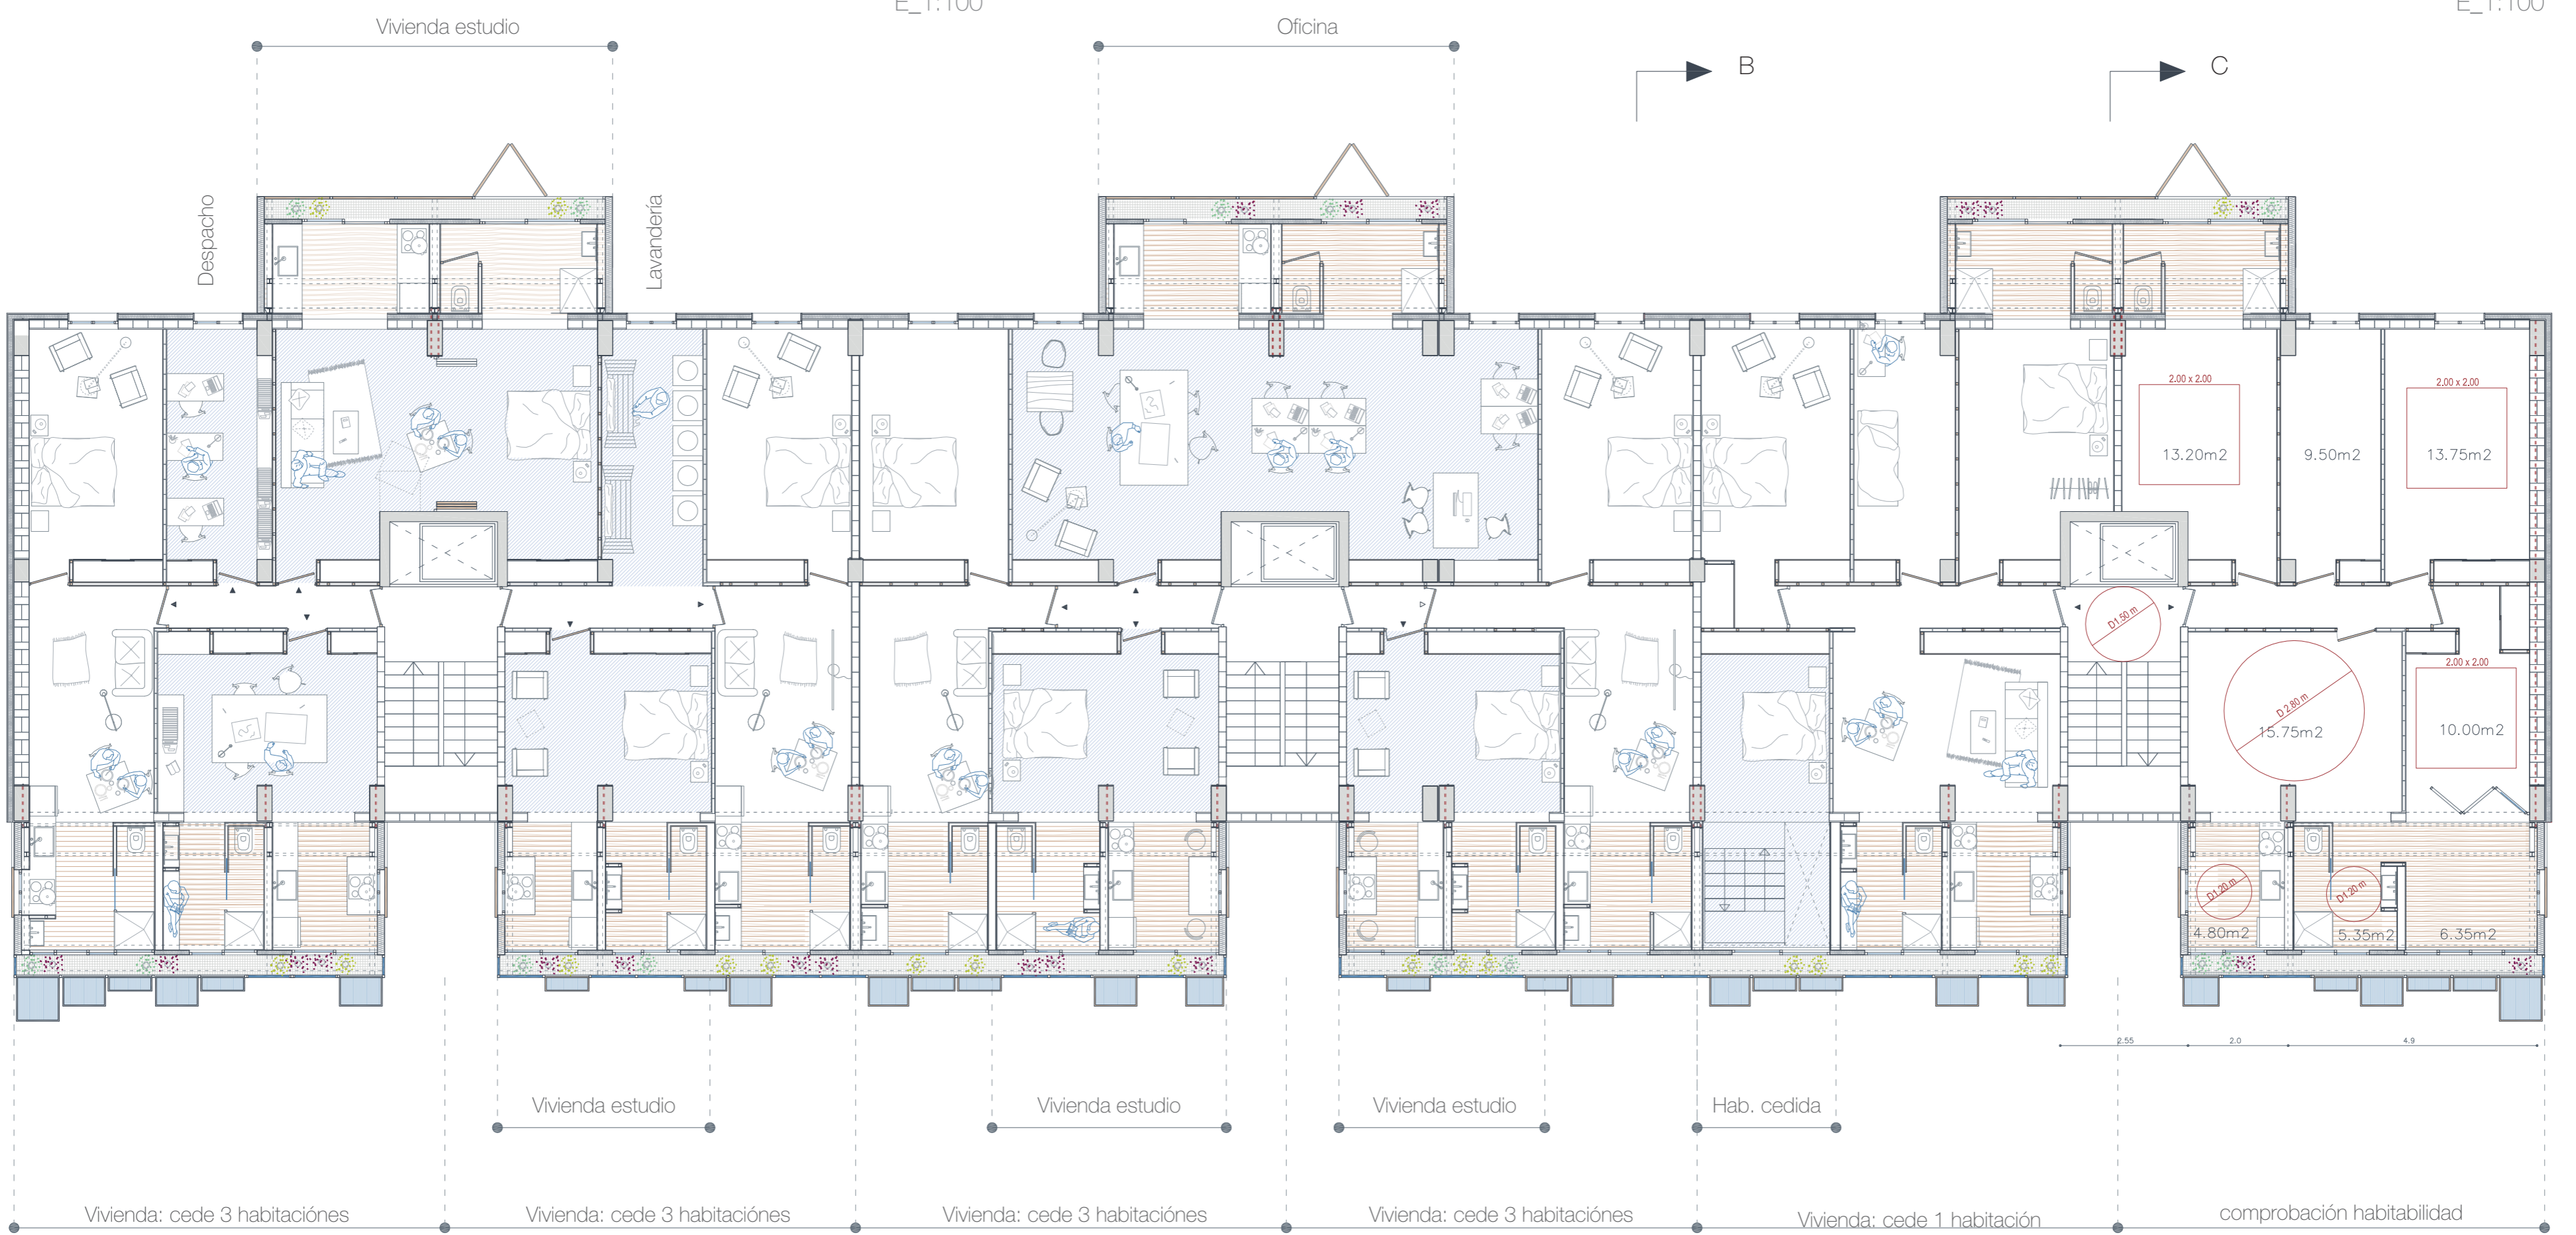 E_1:100
E_1:100
Vivienda estudio
Oficina
B
C
Despacho
Lavandería
2.00 x 2.00
2.00 x 2.00
13.20m2
9.50m2
13.75m2
D1.50 m
2.00 x 2.00
D 2.80 m
15.75m2
10.00m2
D1.20 m
D1.20 m
4.80m2
5.35m2
6.35m2
2.55
2.0
4.9
Vivienda estudio
Vivienda estudio
Vivienda estudio
Hab. cedida
Vivienda: cede 3 habitaciónes
Vivienda: cede 3 habitaciónes
Vivienda: cede 3 habitaciónes
Vivienda: cede 3 habitaciónes
Vivienda: cede 1 habitación
comprobación habitabilidad